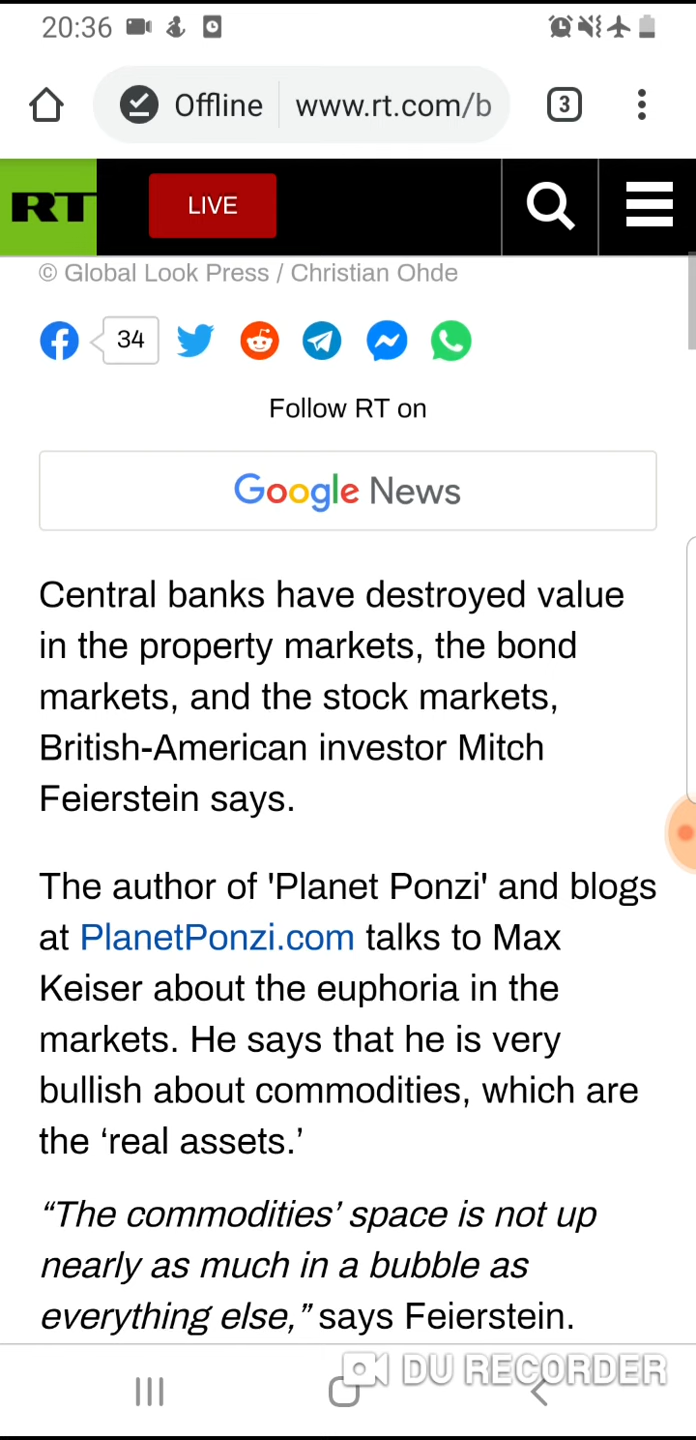 20:36
Offline www.rt.com/b 3
RT LIVE
© Global Look Press / Christian Ohde
34
Follow RT on
Google News
Central banks have destroyed value
in the property markets, the bond
markets, and the stock markets,
British-American investor Mitch
Feierstein says.
The author of 'Planet Ponzi' and blogs
at PlanetPonzi.com talks to Max
Keiser about the euphoria in the
markets. He says that he is very
bullish about commodities, which are
the ‘real assets.’
“The commodities’ space is not up
nearly as much in a bubble as
everything else,” says Feierstein.
DU RECORDER